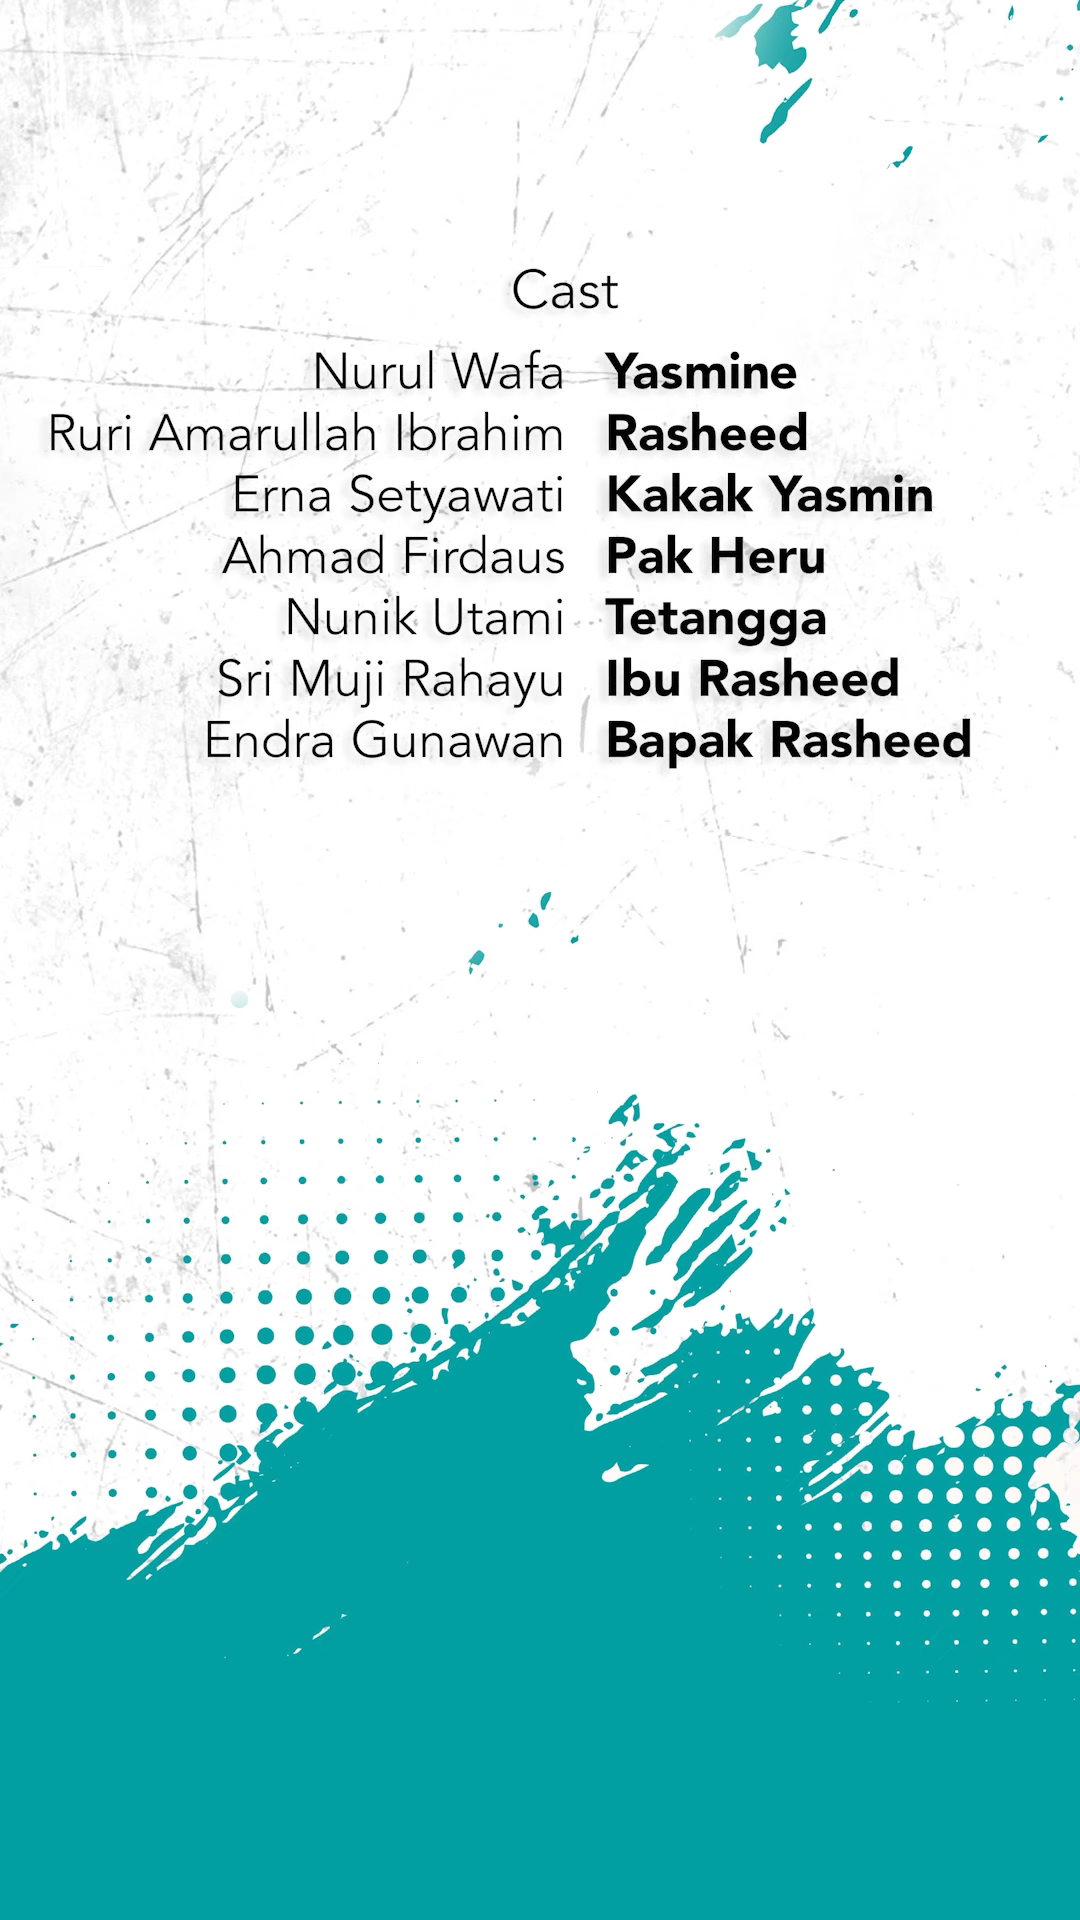 Cast
Nurul Wafa Yasmine
Ruri Amarullah Ibrahim Rasheed
Erna Setyawati Kakak Yasmin
Ahmad Firdaus Pak Heru
Nunik Utami Tetangga
Sri Muji Rahayu Ibu Rasheed
Endra Gunawan Bapak Rasheed